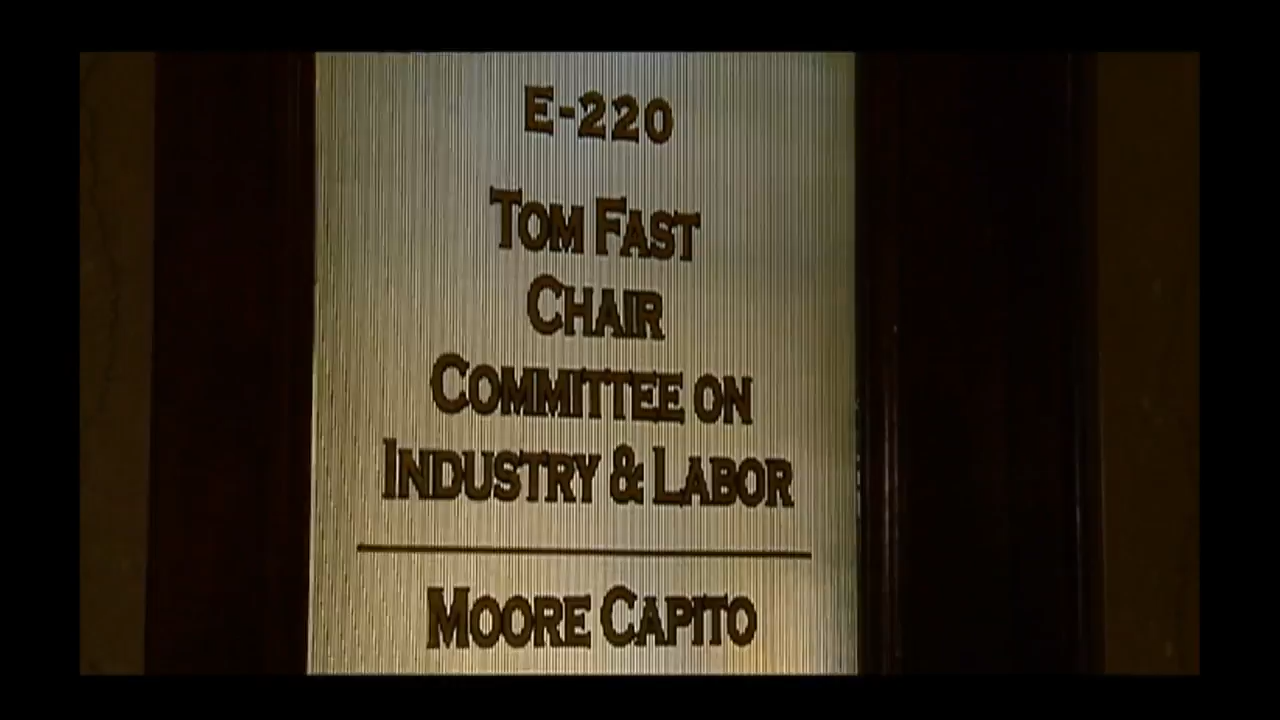 E-220
TOM FAST
CHAIR
COMMITTEE ON
INDUSTRY & LABOR
MOORE CAPITO